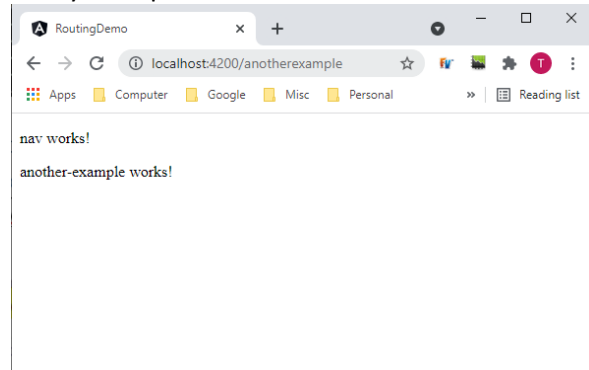 RoutingDemo
localhost:4200/anotherexample
Apps Computer Google Misc Personal » Reading list
nav works!
another-example works!